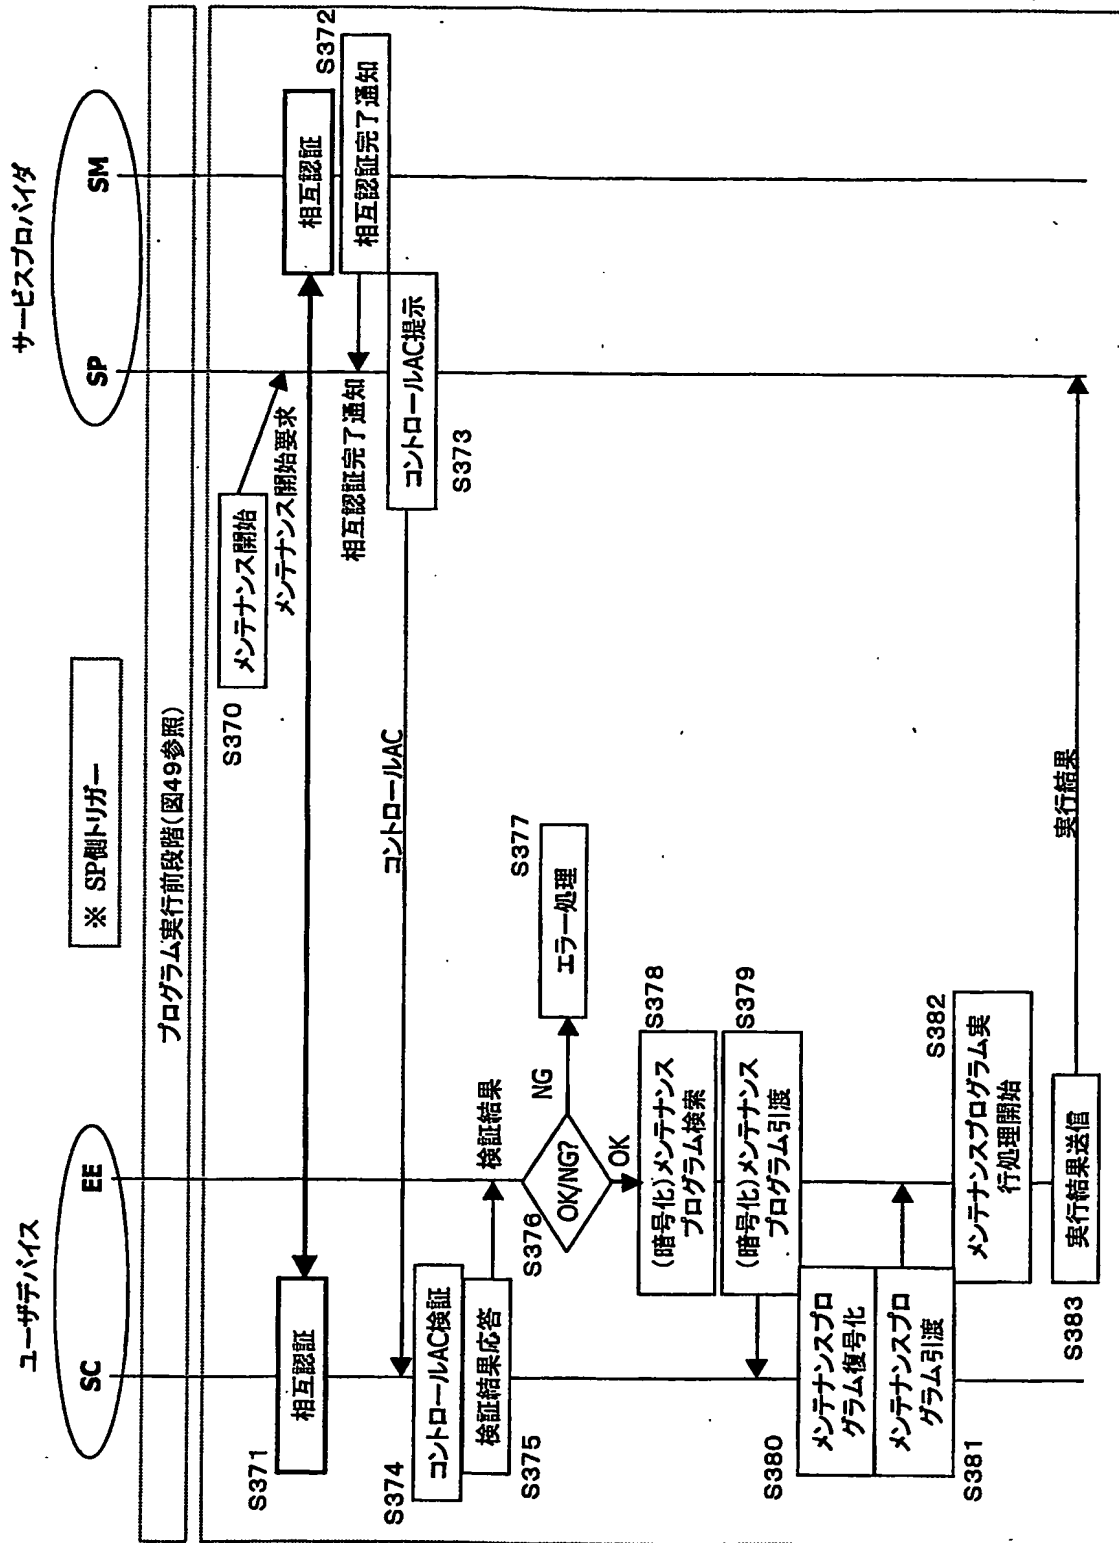 ユーザデバイス
SC
EE
※ SP側トリガー
サービスプロバイダ
SP
SM
プログラム実行前段階(図49参照)
S370
メンテナンス開始
メンテナンス開始要求
S371
相互認証
相互認証
S372
相互認証完了通知
相互認証完了通知
コントロールAC提示
S373
コントロールAC
S374
コントロールAC検証
検証結果応答
S375
検証結果
S376
OK/NG?
NG
OK
エラー処理
S377
(暗号化)メンテナンス
プログラム検索
S378
(暗号化)メンテナンス
プログラム引渡
S379
S380
メンテナンスプロ
グラム復号化
メンテナンスプロ
グラム引渡
S381
メンテナンスプログラム実
行処理開始
S382
S383
実行結果送信
実行結果